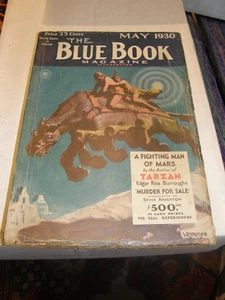 Price 25 Cents
MAY 1930
THE
BLUE BOOK
MAGAZINE
ILLUSTRATED
A FIGHTING MAN
OF MARS
by the Author of
TARZAN
Edgar Rice Burroughs
MURDER FOR SALE
$500.00
IN CASH PRIZES
FOR REAL EXPERIENCES